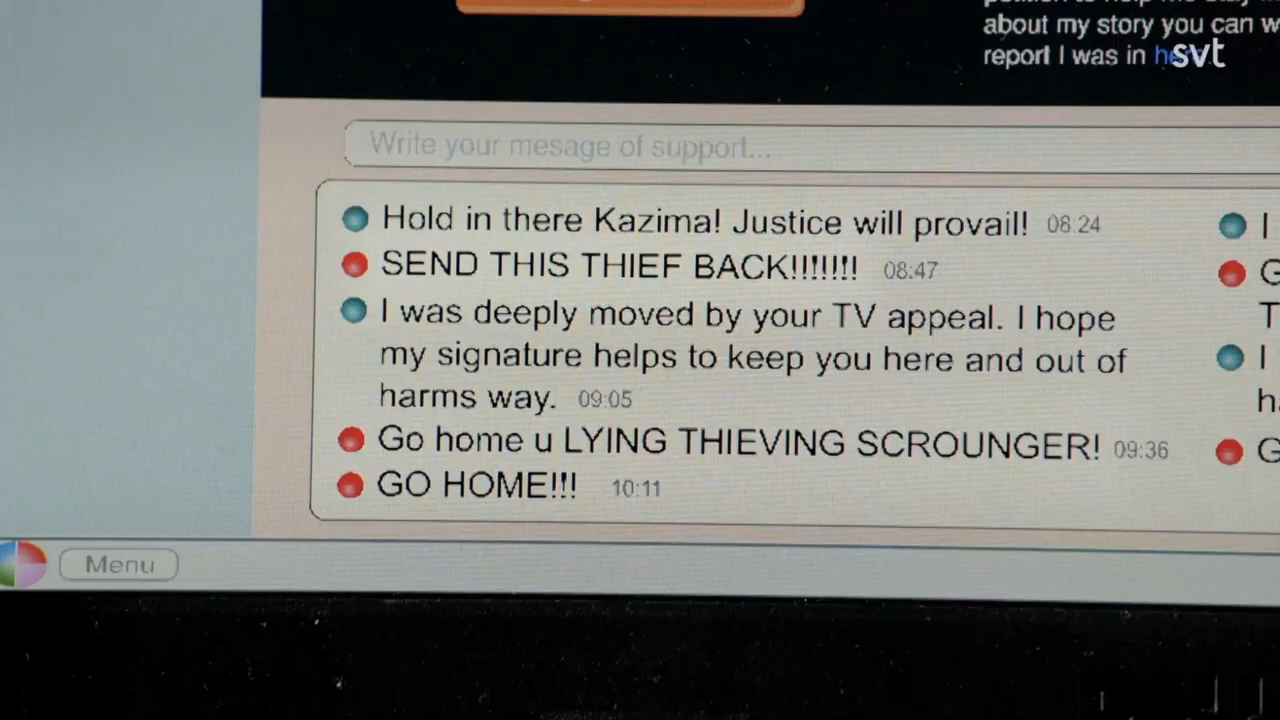 about my story you can
report I was in
svt
Write your mesage of support...
Hold in there Kazima! Justice will provail! 08:24
SEND THIS THIEF BACK!!!!!!! 08:47
I was deeply moved by your TV appeal. I hope
my signature helps to keep you here and out of
harms way. 09:05
Go home u LYING THIEVING SCROUNGER! 09:36
GO HOME!!! 10:11
I
T
I
Menu